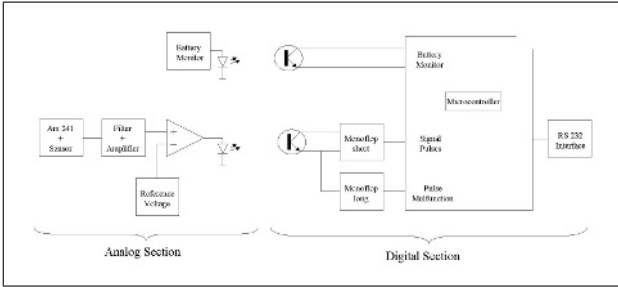 Battery
Monitor
Battery
Monitor
Microcontroller
Am 241
+
Sensor
Filter
+
Amplifier
+
−
Reference
Voltage
Monoflop
short
Signal
Pulses
Monoflop
long
Pulse
Malfunction
RS 232
Interface
Analog Section
Digital Section